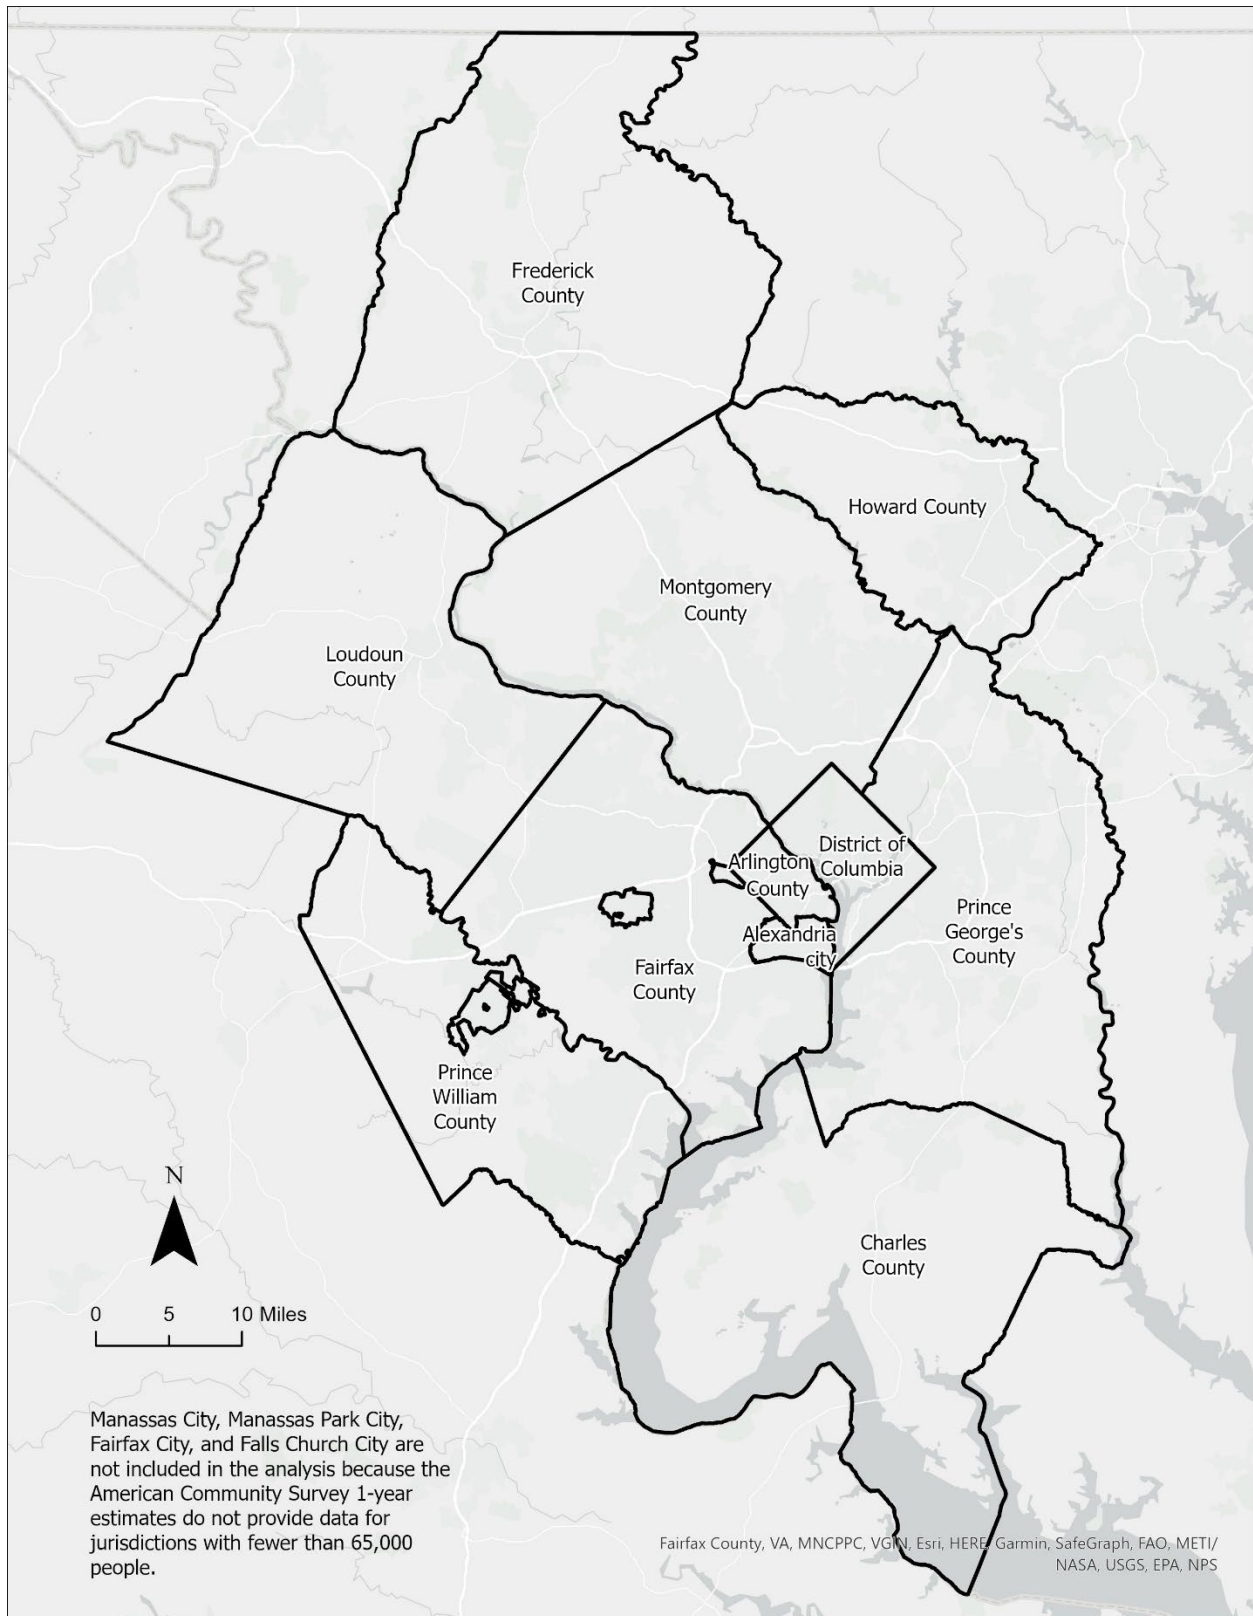 Frederick
County
Howard County
Montgomery
County
Loudoun
County
District of
Columbia
Arlington
County
Prince
George's
County
Alexandria
city
Fairfax
County
Prince
William
County
N
Charles
County
0 5 10 Miles
Manassas City, Manassas Park City,
Fairfax City, and Falls Church City are
not included in the analysis because the
American Community Survey 1-year
estimates do not provide data for
jurisdictions with fewer than 65,000
people.
Fairfax County, VA, MNCPPC, VGIN, Esri, HERE, Garmin, SafeGraph, FAO, METI/
NASA, USGS, EPA, NPS